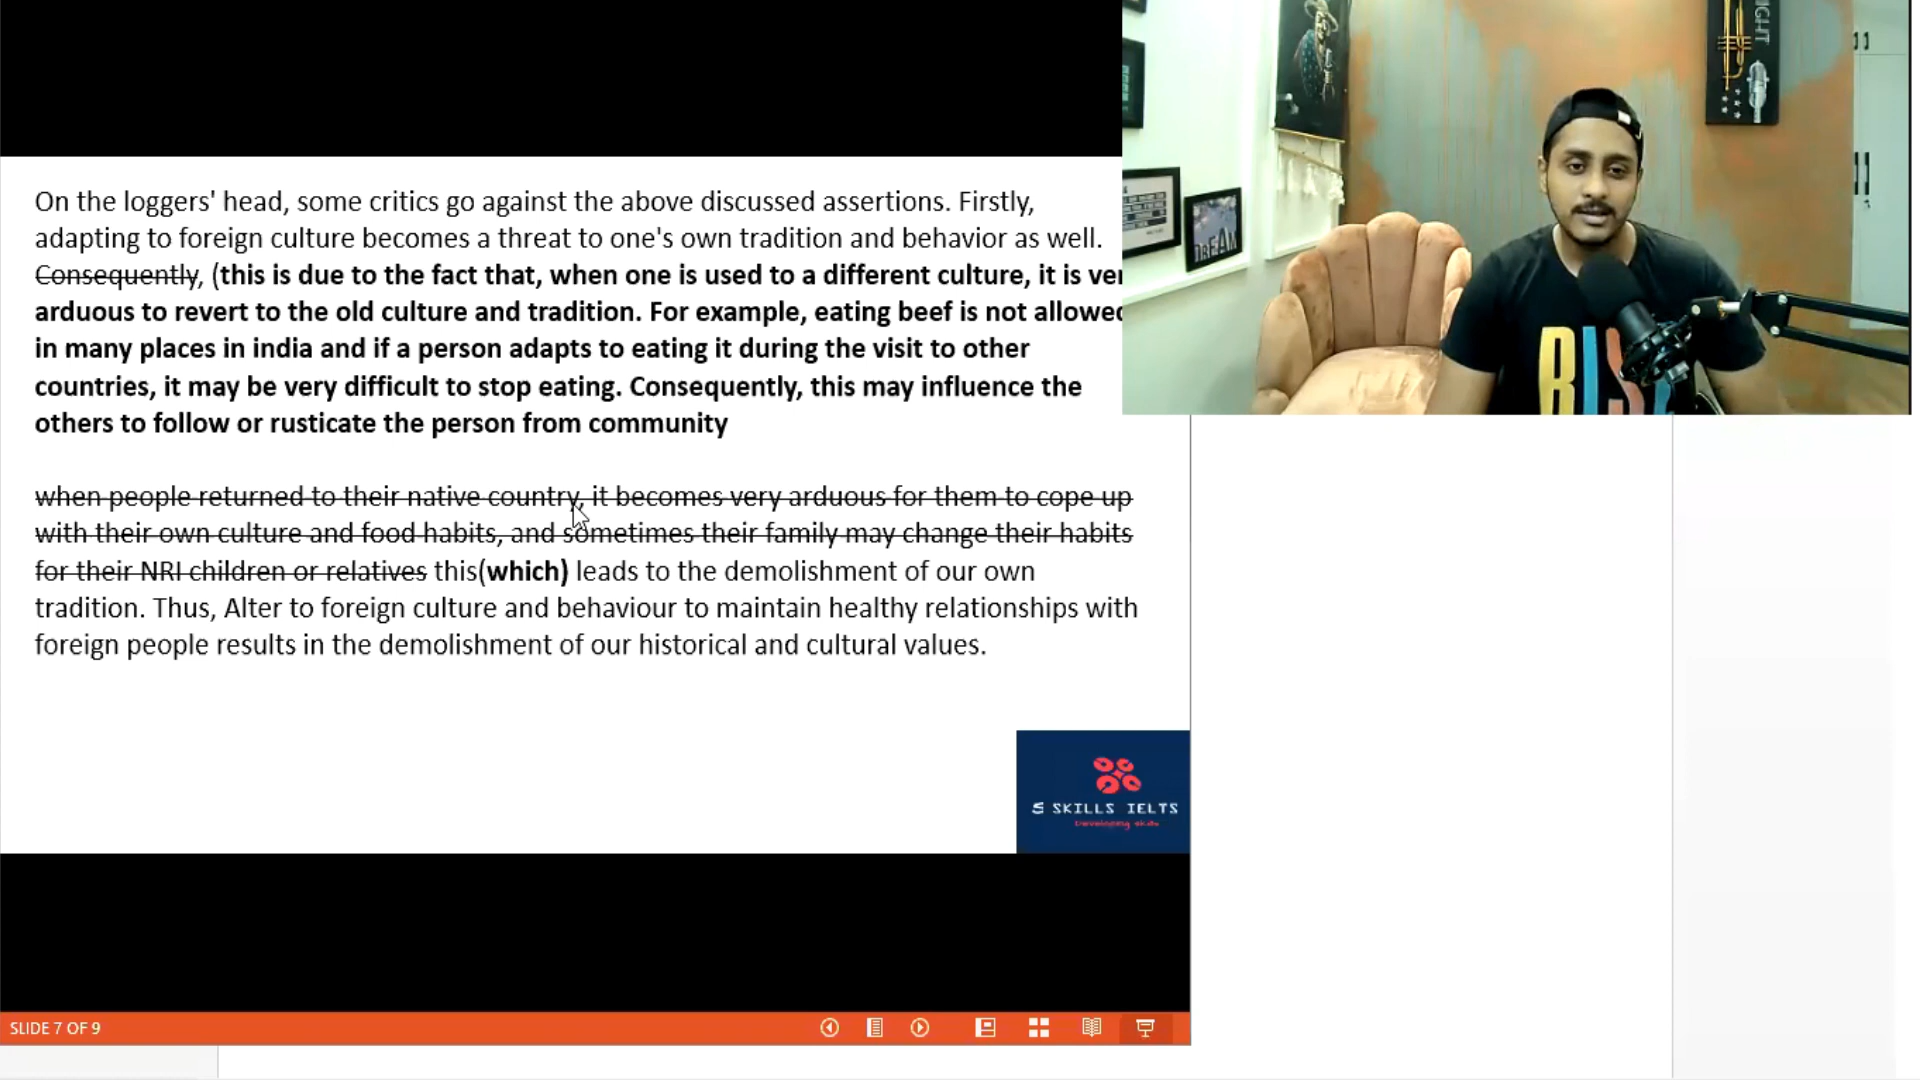 On the loggers' head, some critics go against the above discussed assertions. Firstly,
adapting to foreign culture becomes a threat to one's own tradition and behavior as well.
Consequently, (this is due to the fact that, when one is used to a different culture, it is
arduous to revert to the old culture and tradition. For example, eating beef is not allowed
in many places in india and if a person adapts to eating it during the visit to other
countries, it may be very difficult to stop eating. Consequently, this may influence the
others to follow or rusticate the person from community
when people returned to their native country, it becomes very arduous for them to cope up
with their own culture and food habits, and sometimes their family may change their habits
for their NRI children or relatives this(which) leads to the demolishment of our own
tradition. Thus, Alter to foreign culture and behaviour to maintain healthy relationships with
foreign people results in the demolishment of our historical and cultural values.
5 SKILLS IELTS
Developing skills
SLIDE 7 OF 9
DREAM